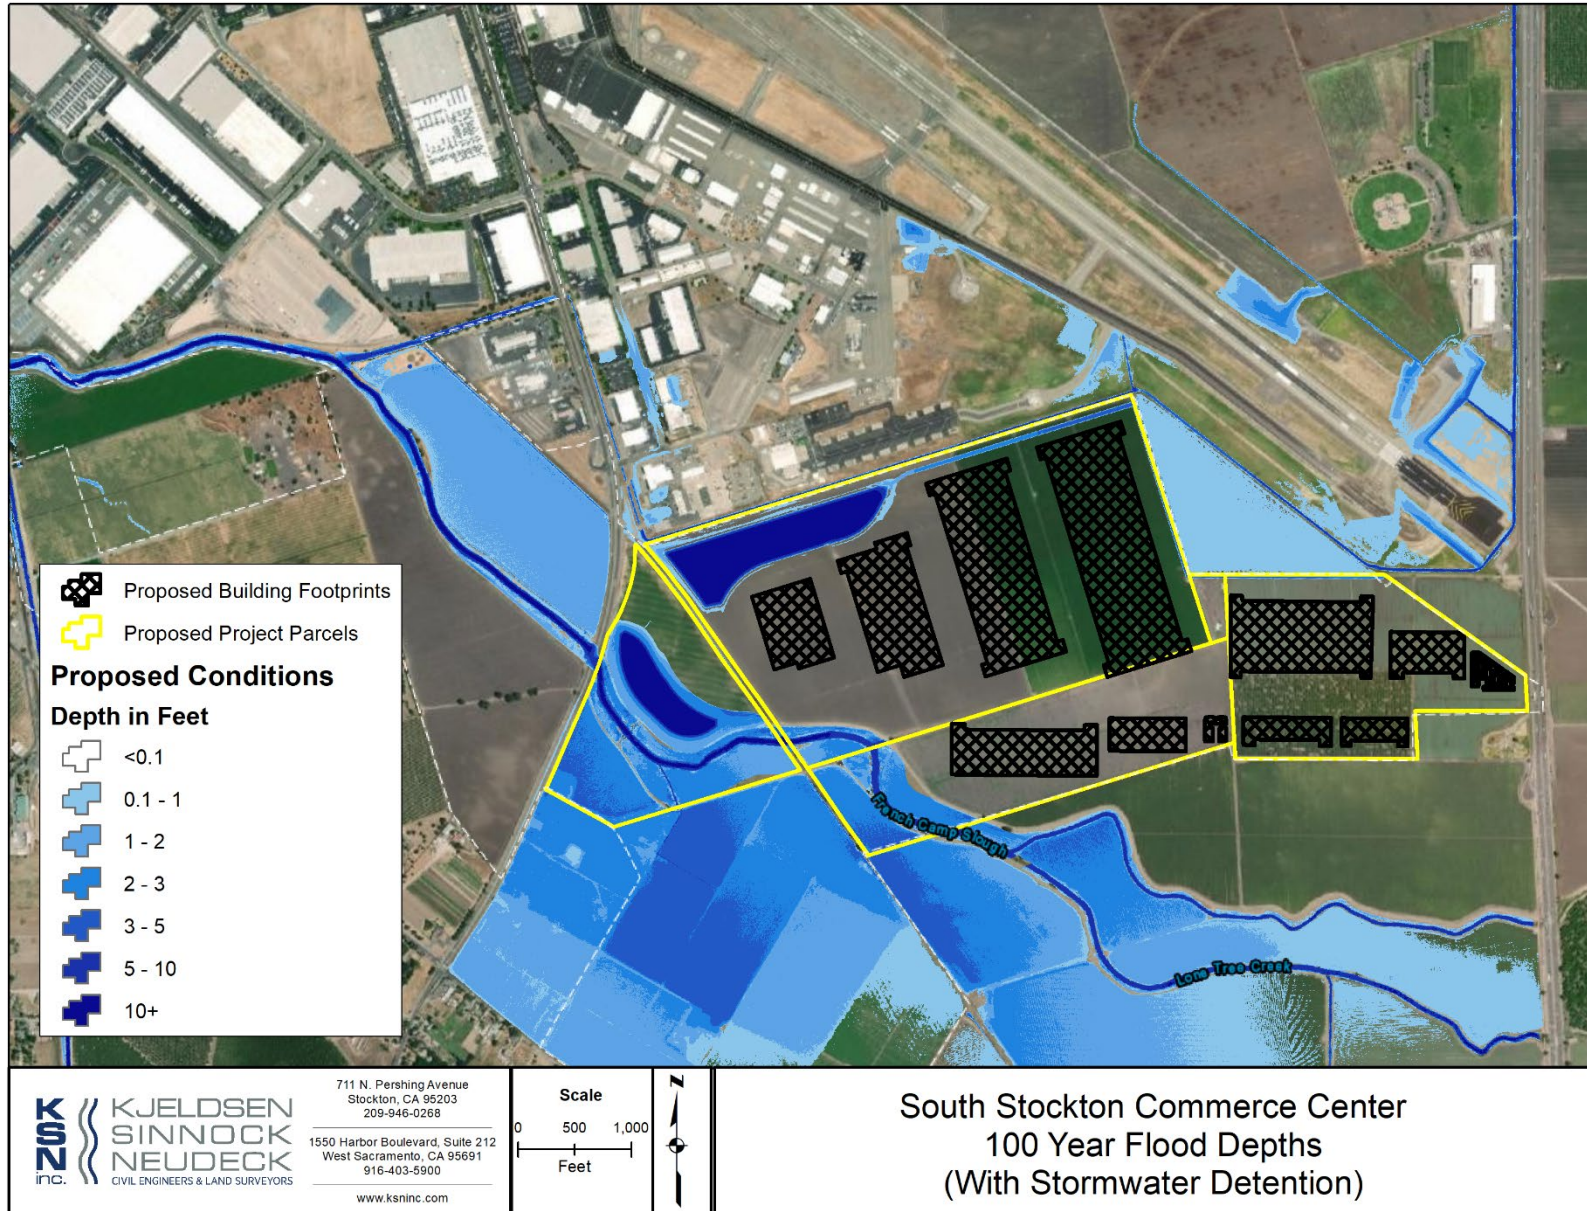 French Camp Slough
Lone Tree Creek
Proposed Building Footprints
Proposed Project Parcels
Proposed Conditions
Depth in Feet
<0.1
0.1 - 1
1 - 2
2 - 3
3 - 5
5 - 10
10+
KSN
inc.
KJELDSEN
SINNOCK
NEUDECK
CIVIL ENGINEERS & LAND SURVEYORS
711 N. Pershing Avenue
Stockton, CA 95203
209-946-0268
1550 Harbor Boulevard, Suite 212
West Sacramento, CA 95691
916-403-5900
www.ksninc.com
Scale
0 500 1,000
Feet
N
South Stockton Commerce Center
100 Year Flood Depths
(With Stormwater Detention)